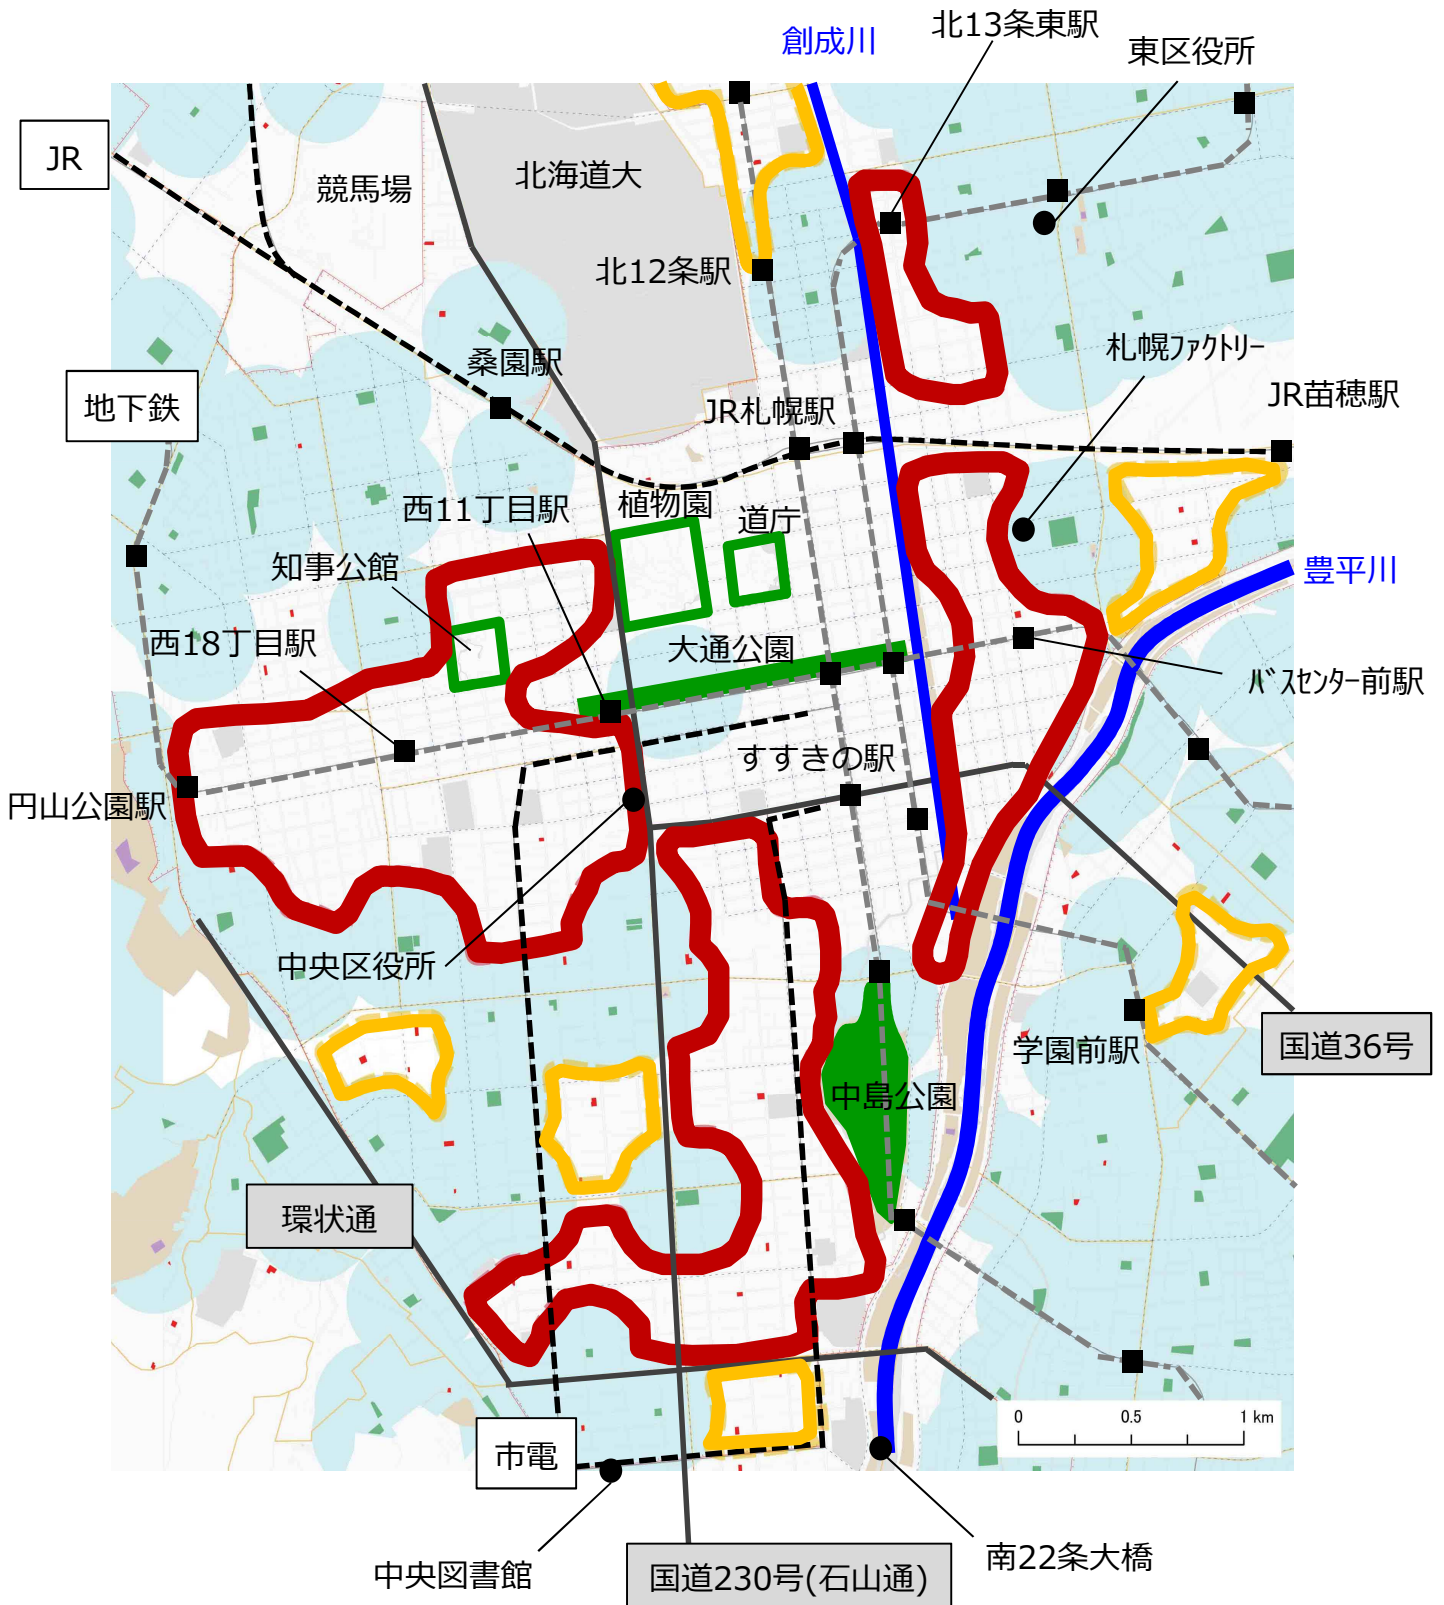 北13条東駅
創成川
東区役所
JR
競馬場
北海道大
北12条駅
桑園駅
札幌ファクトリー
JR苗穂駅
地下鉄
JR札幌駅
西11丁目駅
植物園
道庁
知事公館
豊平川
西18丁目駅
大通公園
バスセンター前駅
すすきの駅
円山公園駅
中央区役所
学園前駅
国道36号
中島公園
環状通
0 0.5 1 km
市電
中央図書館
国道230号(石山通)
南22条大橋